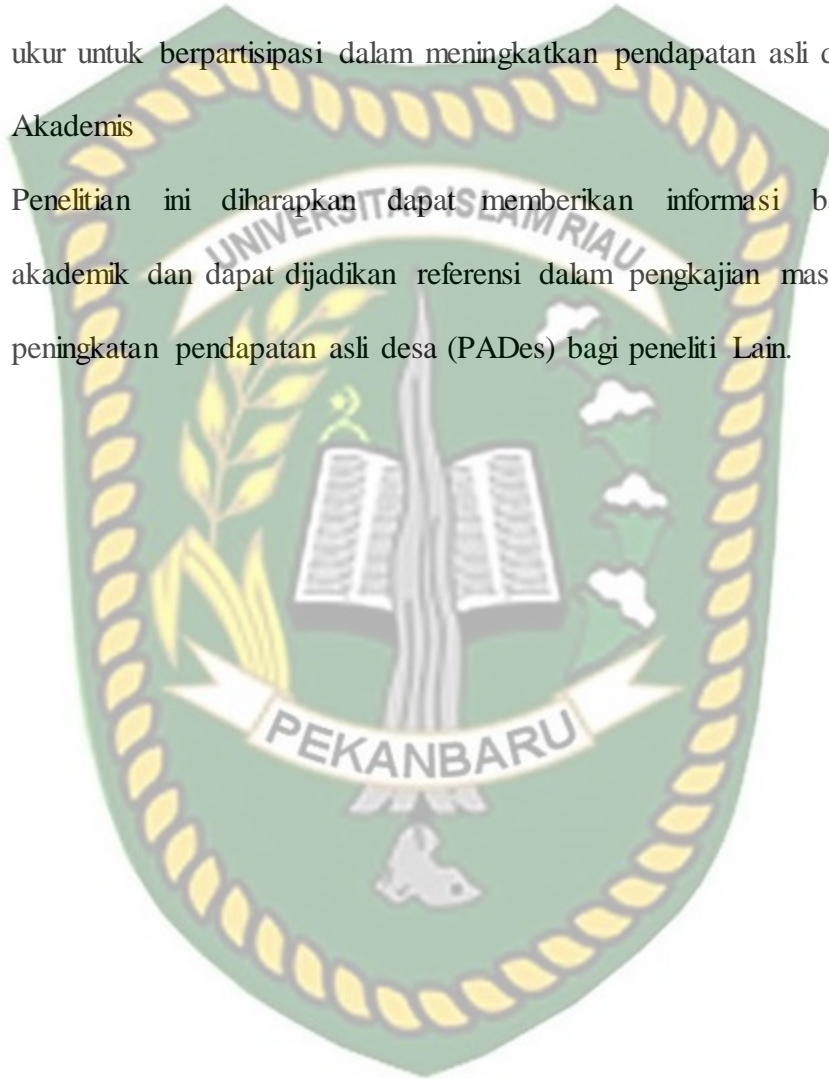 ukur untuk berpartisipasi dalam meningkatkan pendapatan asli
Akademis
Penelitian ini diharapkan dapat memberikan informasi
akademik dan dapat dijadikan referensi dalam pengkajian
peningkatan pendapatan asli desa (PADes) bagi peneliti Lain.
UNIVERSITAS ISLAM RIAU
PEKANBARU